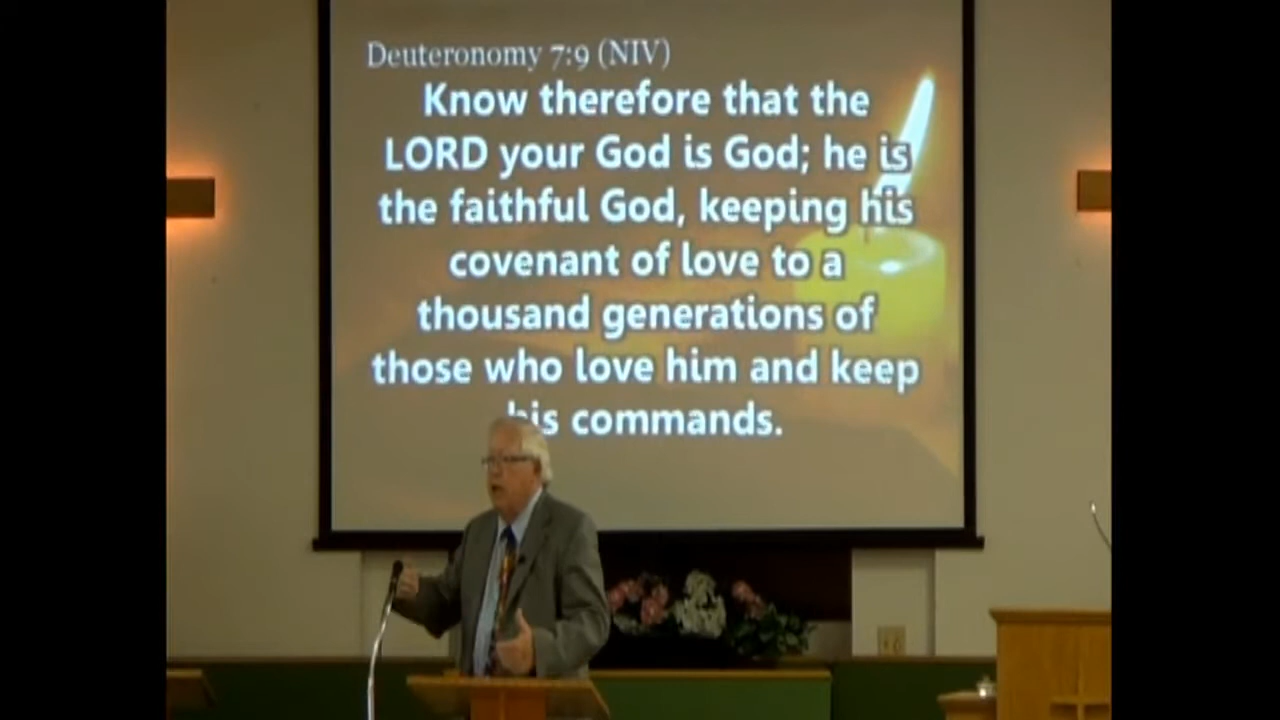 Deuteronomy 7:9 (NIV)
Know therefore that the
LORD your God is God; he is
the faithful God, keeping his
covenant of love to a
thousand generations of
those who love him and keep
his commands.